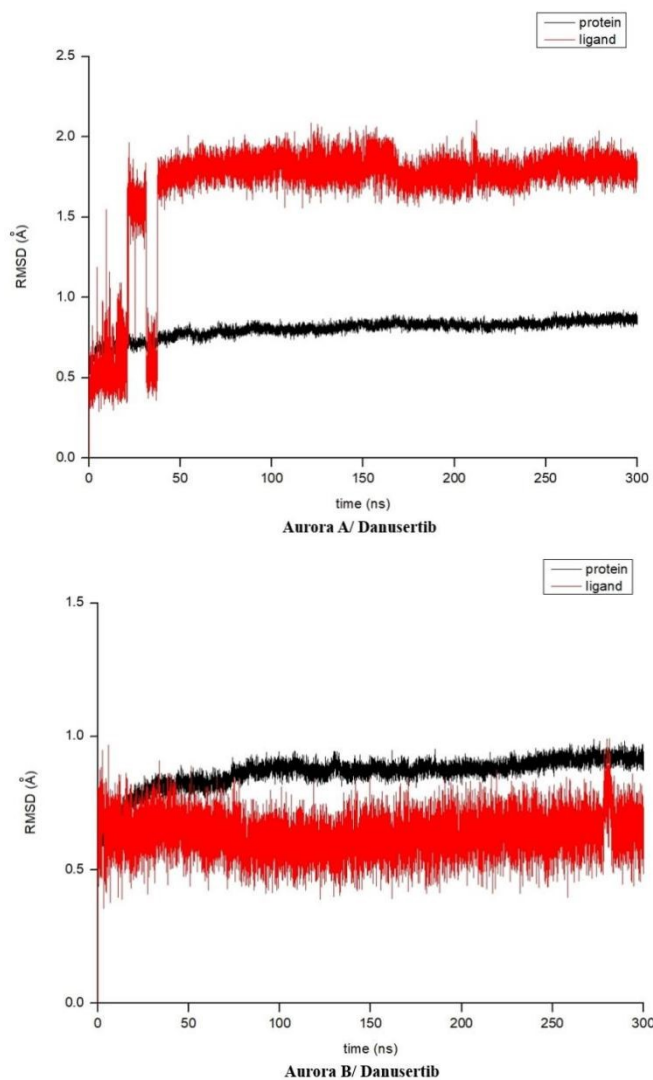 protein
ligand
2.5
2.0
1.5
1.0
0.5
0.0
RMSD (Å)
0 50 100 150 200 250 300
time (ns)
Aurora A/ Danusertib
protein
ligand
1.5
1.0
0.5
0.0
RMSD (Å)
0 50 100 150 200 250 300
time (ns)
Aurora B/ Danusertib